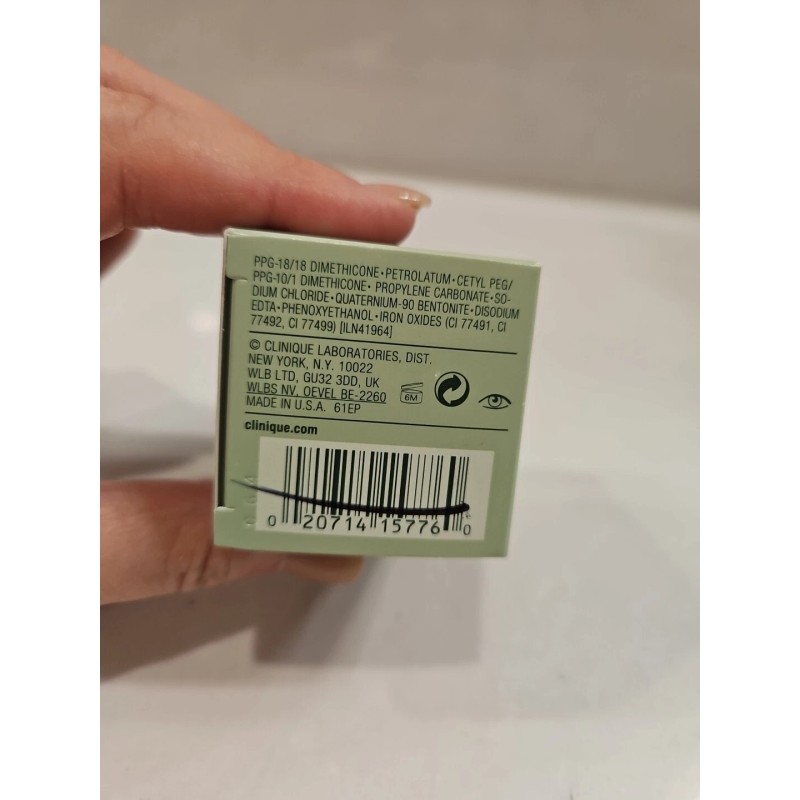 PPG-18/18 DIMETHICONE•PETROLATUM•CETYL PEG/
PPG-10/1 DIMETHICONE• PROPYLENE CARBONATE•SO-
DIUM CHLORIDE•QUATERNIUM-90 BENTONITE•DISODIUM
EDTA•PHENOXYETHANOL•IRON OXIDES (CI 77491, CI
77492, CI 77499) [ILN41964]
© CLINIQUE LABORATORIES, DIST.
NEW YORK, N.Y. 10022
WLB LTD, GU32 3DD, UK
WLBS NV, OEVEL BE-2260
MADE IN U.S.A. 61EP
6M
clinique.com
0 20714 15776 0